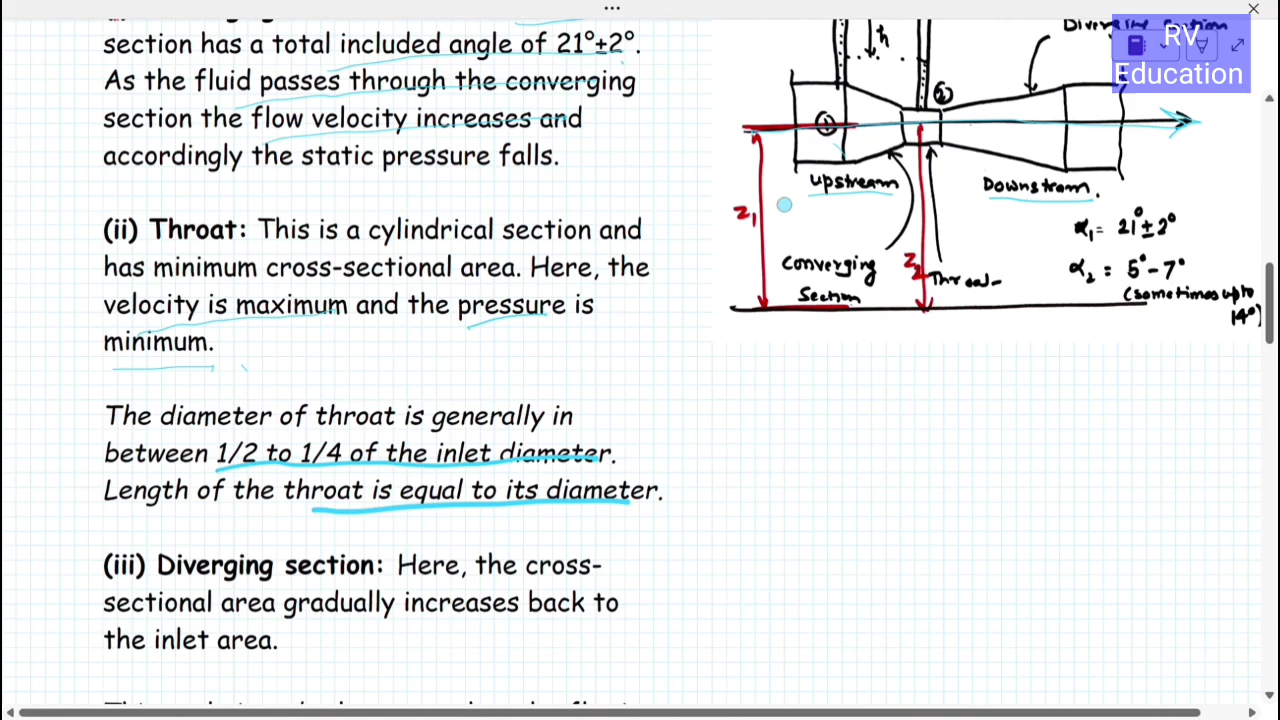 section has a total included angle of 21°±2°.
As the fluid passes through the converging
section the flow velocity increases and
accordingly the static pressure falls.
(ii) Throat: This is a cylindrical section and
has minimum cross-sectional area. Here, the
velocity is maximum and the pressure is
minimum.
The diameter of throat is generally in
between 1/2 to 1/4 of the inlet diameter.
Length of the throat is equal to its diameter.
(iii) Diverging section: Here, the cross-
sectional area gradually increases back to
the inlet area.
h
Diverging section
RV
Education
①
②
Upstream
Downstream.
Z1
Z2
Converging
Section
Throat
α1 = 21°±2°
α2 = 5°-7°
(sometimes upto
14°)